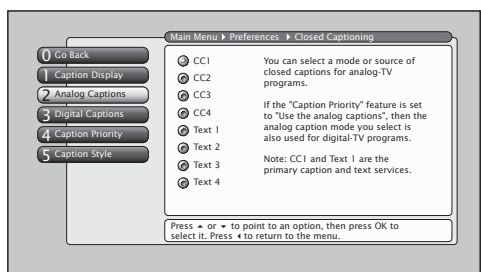 Main Menu ▸ Preferences ▸ Closed Captioning
0 Go Back
1 Caption Display
2 Analog Captions
3 Digital Captions
4 Caption Priority
5 Caption Style
CC1
CC2
CC3
CC4
Text 1
Text 2
Text 3
Text 4
You can select a mode or source of
closed captions for analog-TV
programs.
If the "Caption Priority" feature is set
to "Use the analog captions", then the
analog caption mode you select is
also used for digital-TV programs.
Note: CC1 and Text 1 are the
primary caption and text services.
Press ▴ or ▾ to point to an option, then press OK to
select it. Press ◂ to return to the menu.